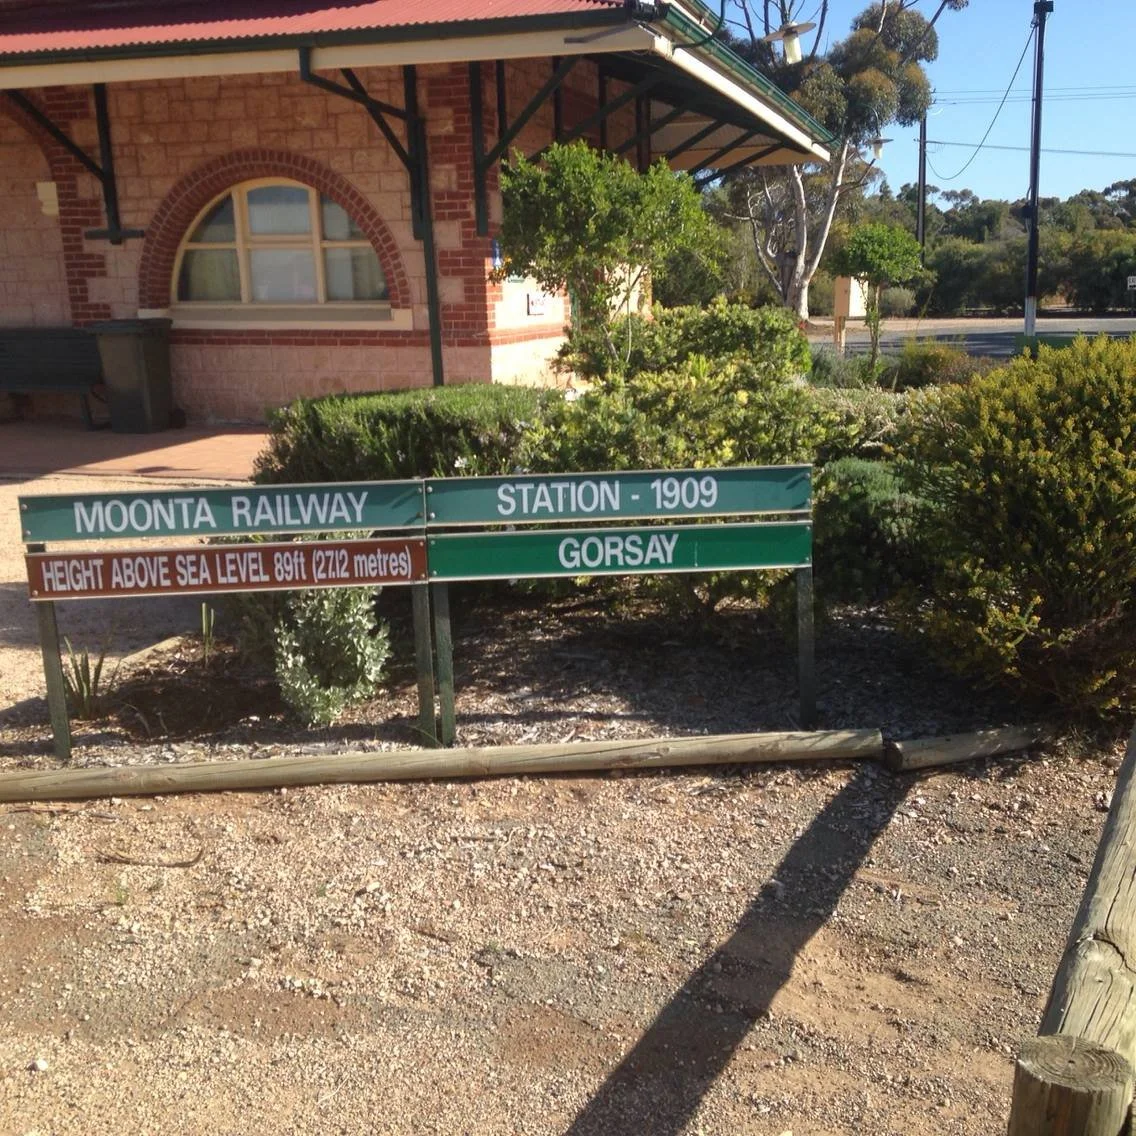 MOONTA RAILWAY STATION - 1909
HEIGHT ABOVE SEA LEVEL 89ft (27.12 metres)
GORSAY